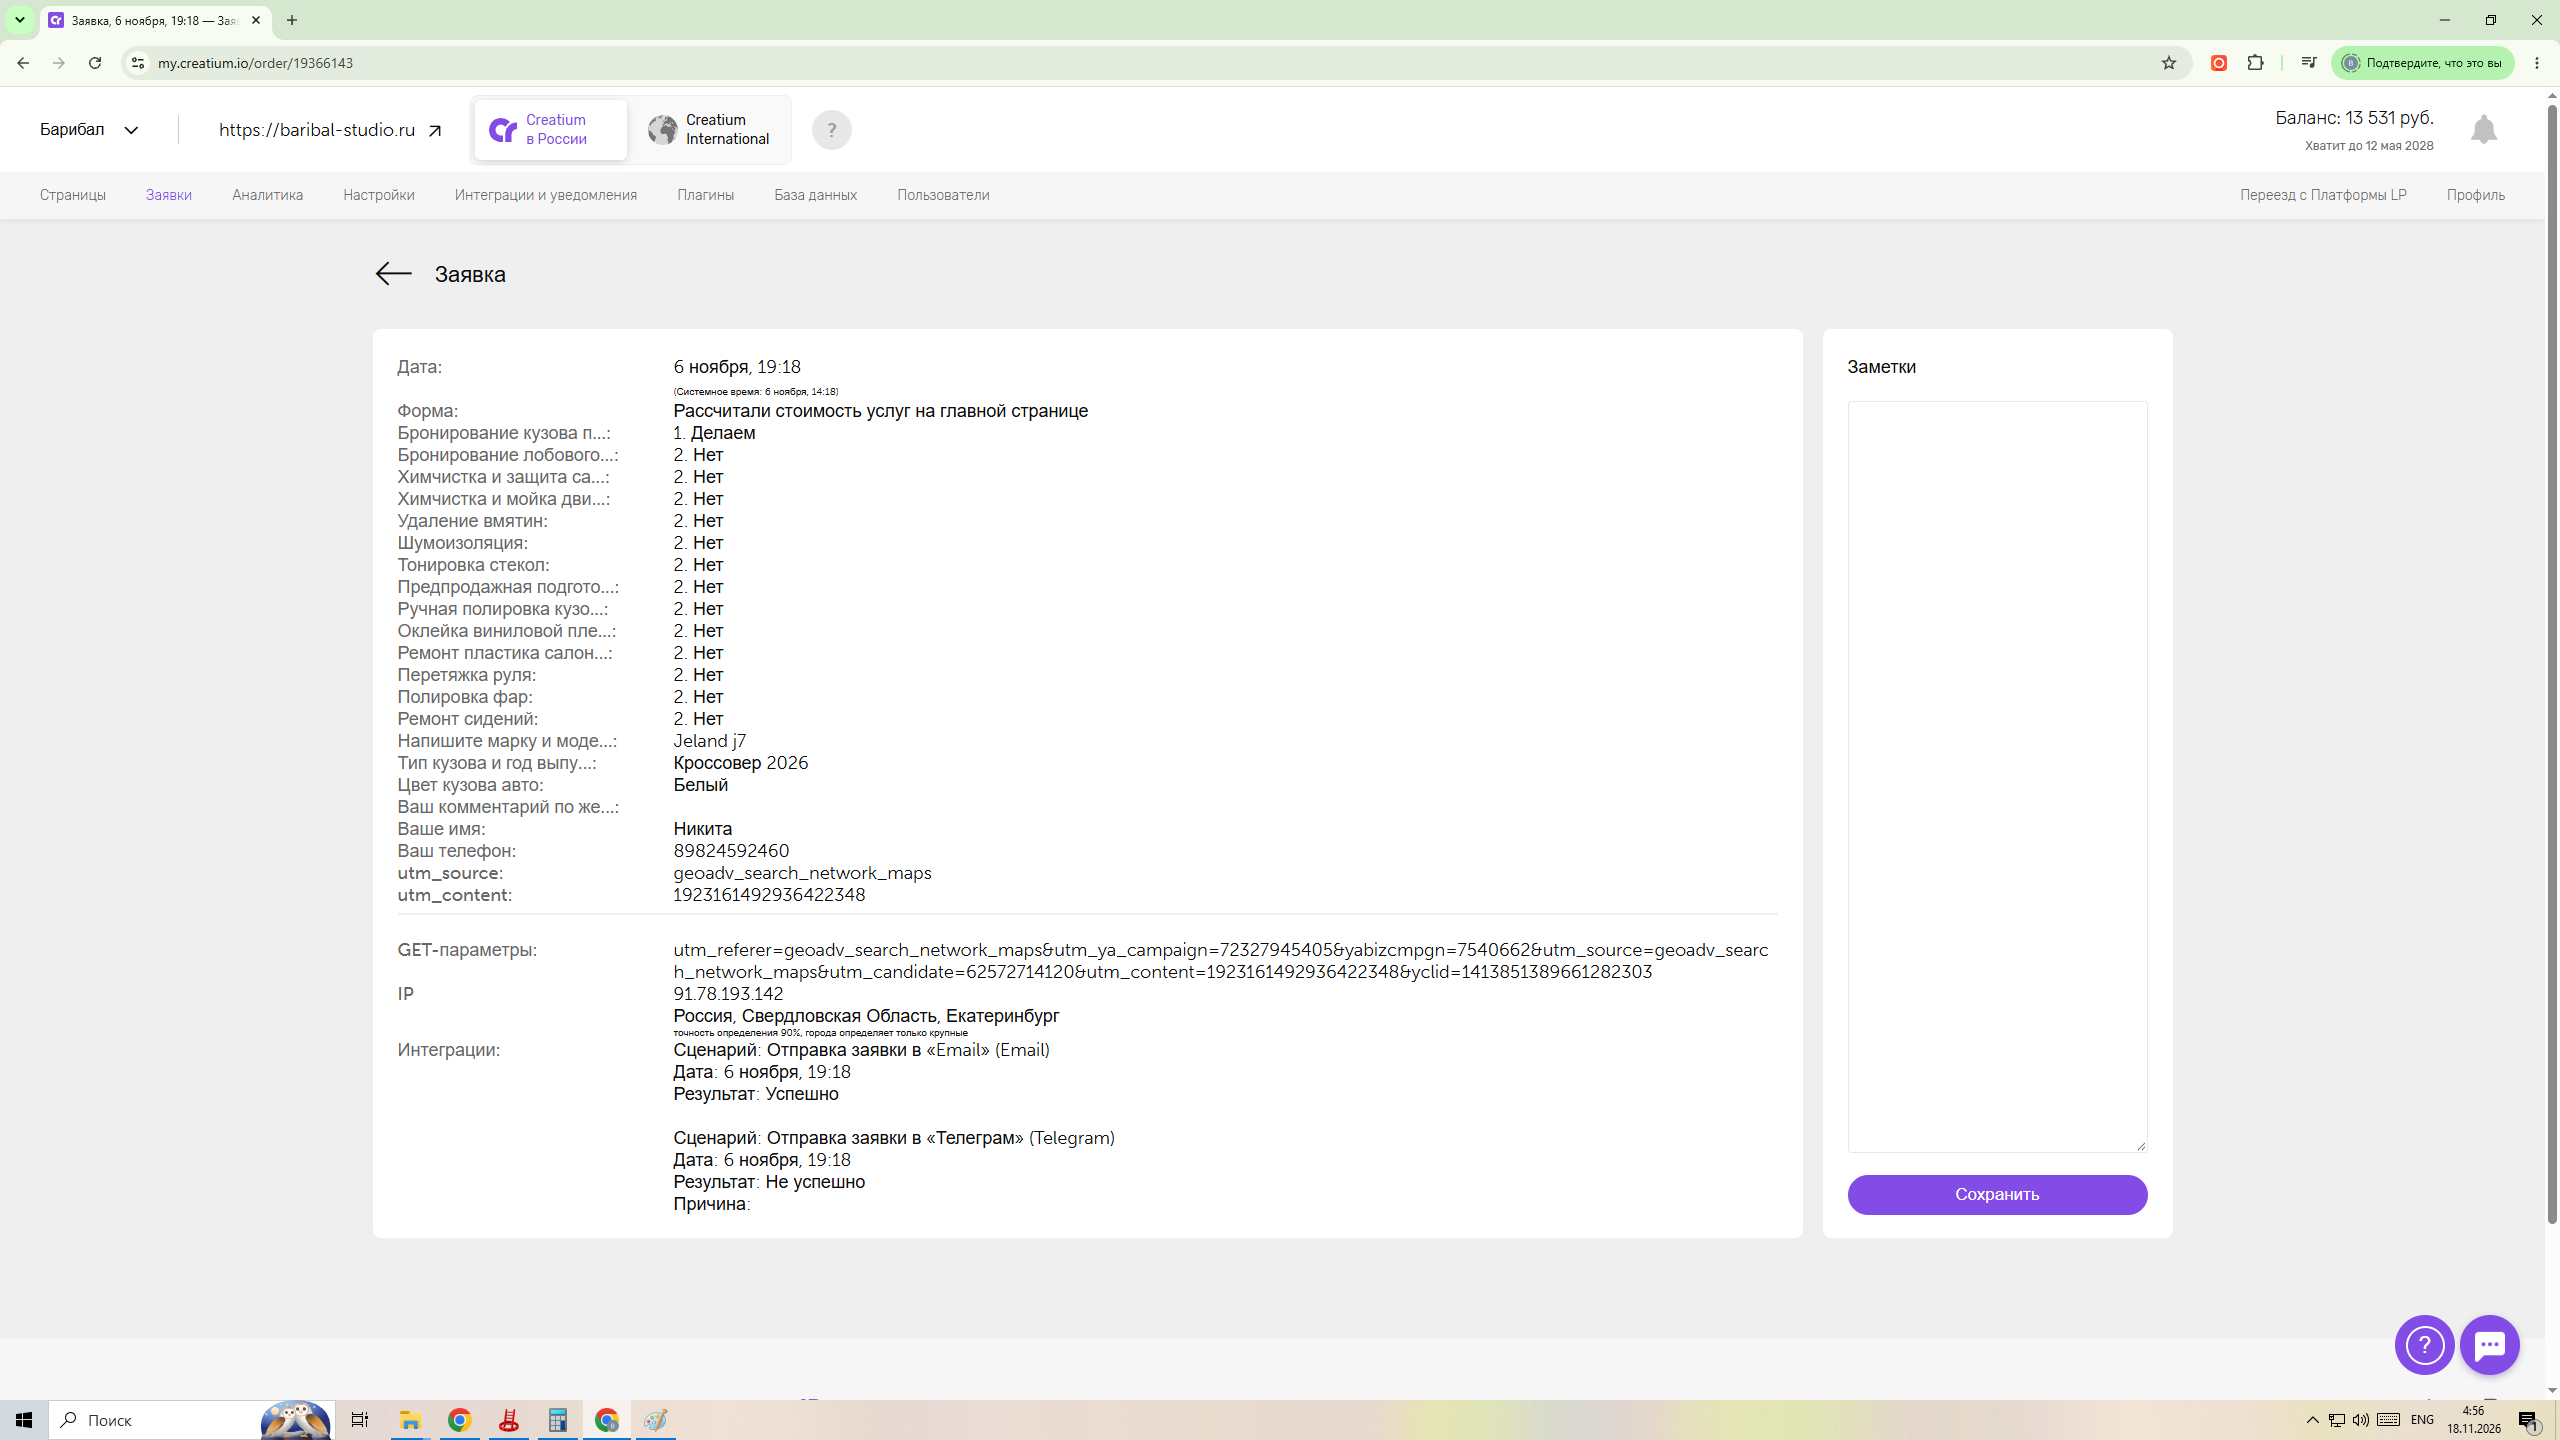 Заявка, 6 ноября, 19:18 — Зая
my.creatium.io/order/19366143
Подтвердите, что это вы
Барибал
https://baribal-studio.ru
Creatium
в России
Creatium
International
?
Баланс: 13 531 руб.
Хватит до 12 мая 2028
Страницы Заявки Аналитика Настройки Интеграции и уведомления Плагины База данных Пользователи Переезд с Платформы LP Профиль
Заявка
Дата: 6 ноября, 19:18
(Системное время: 6 ноября, 14:18)
Форма: Рассчитали стоимость услуг на главной странице
Бронирование кузова п...: 1. Делаем
Бронирование лобового...: 2. Нет
Химчистка и защита са...: 2. Нет
Химчистка и мойка дви...: 2. Нет
Удаление вмятин: 2. Нет
Шумоизоляция: 2. Нет
Тонировка стекол: 2. Нет
Предпродажная подгото...: 2. Нет
Ручная полировка кузо...: 2. Нет
Оклейка виниловой пле...: 2. Нет
Ремонт пластика салон...: 2. Нет
Перетяжка руля: 2. Нет
Полировка фар: 2. Нет
Ремонт сидений: 2. Нет
Напишите марку и моде...: Jeland j7
Тип кузова и год выпу...: Кроссовер 2026
Цвет кузова авто: Белый
Ваш комментарий по же...:
Ваше имя: Никита
Ваш телефон: 89824592460
utm_source: geoadv_search_network_maps
utm_content: 1923161492936422348
GET-параметры: utm_referer=geoadv_search_network_maps&utm_ya_campaign=72327945405&yabizcmpgn=7540662&utm_source=geoadv_searc
h_network_maps&utm_candidate=62572714120&utm_content=1923161492936422348&yclid=1413851389661282303
IP 91.78.193.142
Россия, Свердловская Область, Екатеринбург
точность определения 90%, города определяет только крупные
Интеграции: Сценарий: Отправка заявки в «Email» (Email)
Дата: 6 ноября, 19:18
Результат: Успешно
Сценарий: Отправка заявки в «Телеграм» (Telegram)
Дата: 6 ноября, 19:18
Результат: Не успешно
Причина:
Заметки
Сохранить
?
Поиск
ENG
4:56
18.11.2026
1